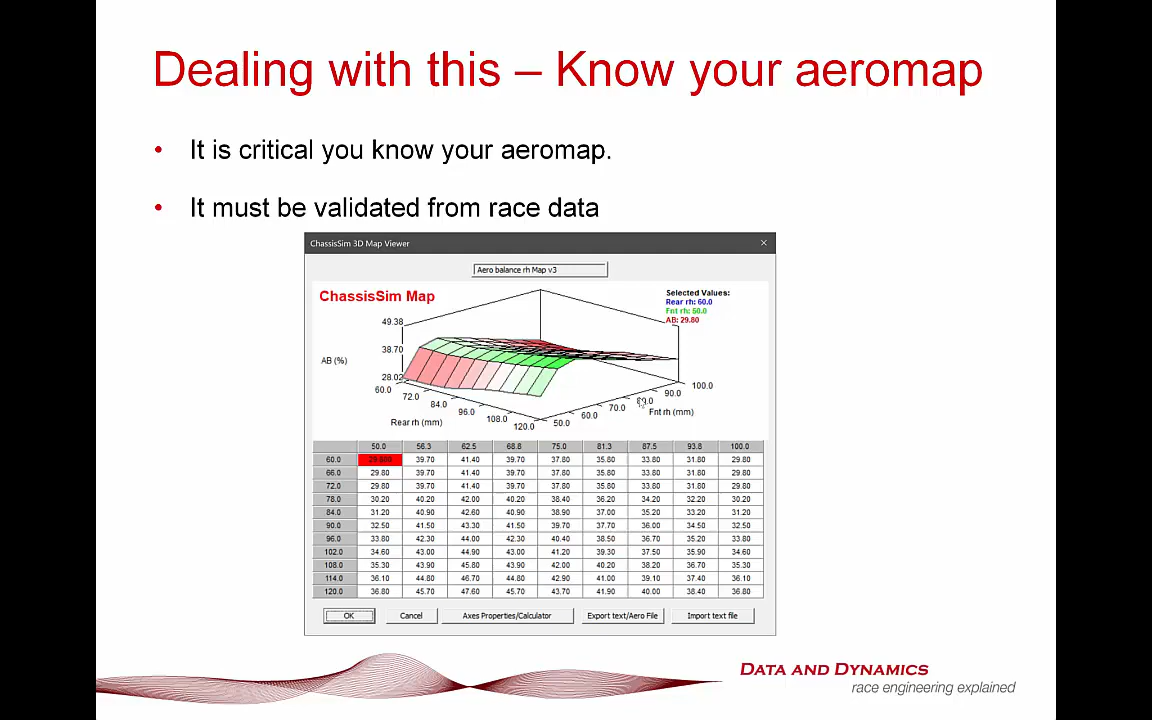 Dealing with this – Know your aeromap
• It is critical you know your aeromap.
• It must be validated from race data
ChassisSim 3D Map Viewer
Aero balance rh Map v3
ChassisSim Map
Selected Values:
Rear rh: 60.0
Fnt rh: 50.0
AB: 29.80
49.38
38.70
28.02
AB (%)
60.0
72.0
84.0
96.0
108.0
120.0
Rear rh (mm)
50.0
60.0
70.0
90.0
100.0
Fnt rh (mm)
50.0 56.3 62.5 68.8 75.0 81.3 87.5 93.8 100.0
60.0 29.800 39.70 41.40 39.70 37.80 35.80 33.80 31.80 29.80
66.0 29.80 39.70 41.40 39.70 37.80 35.80 33.80 31.80 29.80
72.0 29.80 39.70 41.40 39.70 37.80 35.80 33.80 31.80 29.80
78.0 30.20 40.20 42.00 40.20 38.40 36.20 34.20 32.20 30.20
84.0 31.20 40.90 42.60 40.90 38.90 37.00 35.20 33.20 31.20
90.0 32.50 41.50 43.30 41.50 39.70 37.70 36.00 34.50 32.50
96.0 33.80 42.30 44.00 42.30 40.40 38.50 36.70 35.20 33.80
102.0 34.60 43.00 44.90 43.00 41.20 39.30 37.50 35.90 34.60
108.0 35.30 43.90 45.80 43.90 42.00 40.20 38.20 36.70 35.30
114.0 36.10 44.80 46.70 44.80 42.90 41.00 39.10 37.40 36.10
120.0 36.80 45.70 47.60 45.70 43.70 41.90 40.00 38.40 36.80
OK Cancel Axes Properties/Calculator Export text/Aero File Import text file
DATA AND DYNAMICS
race engineering explained